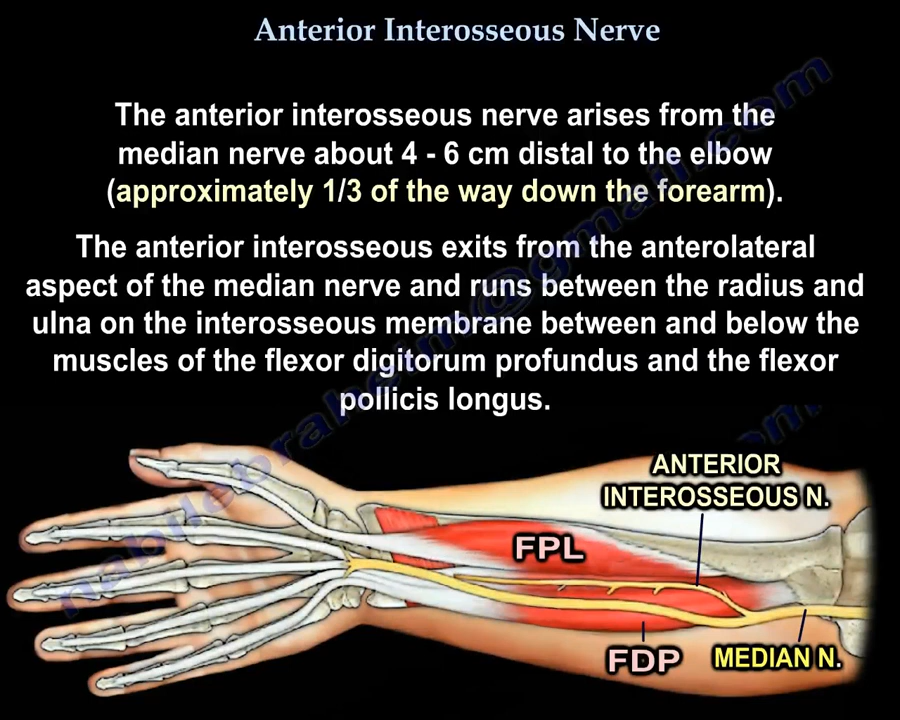 Anterior Interosseous Nerve
The anterior interosseous nerve arises from the
median nerve about 4 - 6 cm distal to the elbow
(approximately 1/3 of the way down the forearm).
The anterior interosseous exits from the anterolateral
aspect of the median nerve and runs between the radius and
ulna on the interosseous membrane between and below the
muscles of the flexor digitorum profundus and the flexor
pollicis longus.
ANTERIOR
INTEROSSEOUS N.
FPL
FDP
MEDIAN N.
nabilebraheim@gmail.com